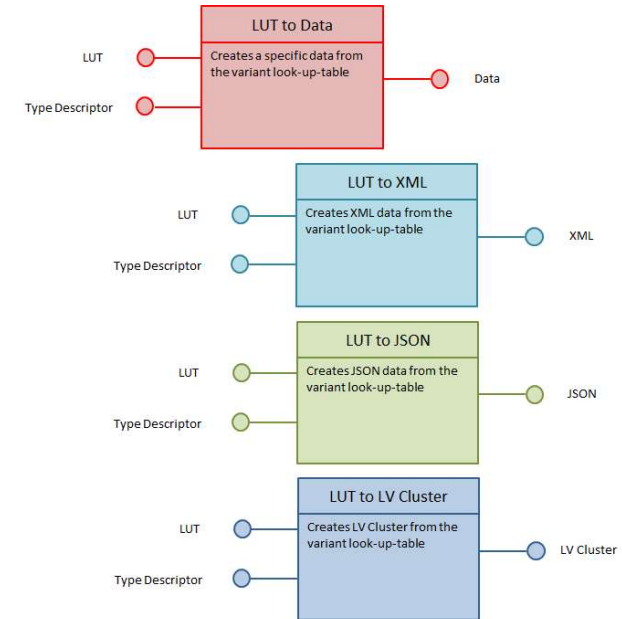 LUT to Data
Creates a specific data from
the variant look-up-table
LUT
Type Descriptor
Data
LUT to XML
Creates XML data from the
variant look-up-table
LUT
Type Descriptor
XML
LUT to JSON
Creates JSON data from the
variant look-up-table
LUT
Type Descriptor
JSON
LUT to LV Cluster
Creates LV Cluster from the
variant look-up-table
LUT
Type Descriptor
LV Cluster